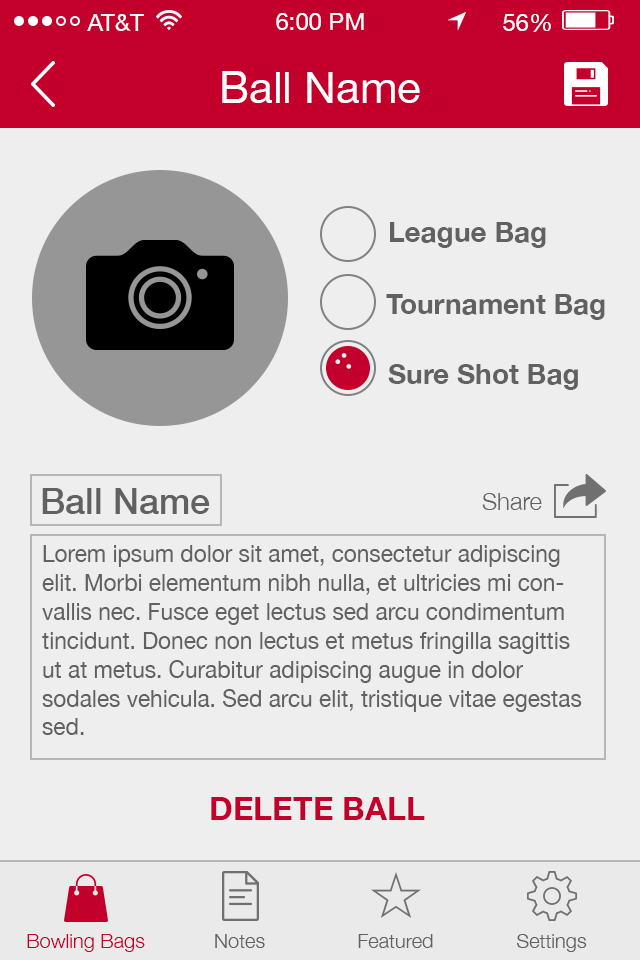 AT&T 6:00 PM 56%
Ball Name
League Bag
Tournament Bag
Sure Shot Bag
Ball Name
Share
Lorem ipsum dolor sit amet, consectetur adipiscing
elit. Morbi elementum nibh nulla, et ultricies mi con-
vallis nec. Fusce eget lectus sed arcu condimentum
tincidunt. Donec non lectus et metus fringilla sagittis
ut at metus. Curabitur adipiscing augue in dolor
sodales vehicula. Sed arcu elit, tristique vitae egestas
sed.
DELETE BALL
Bowling Bags Notes Featured Settings